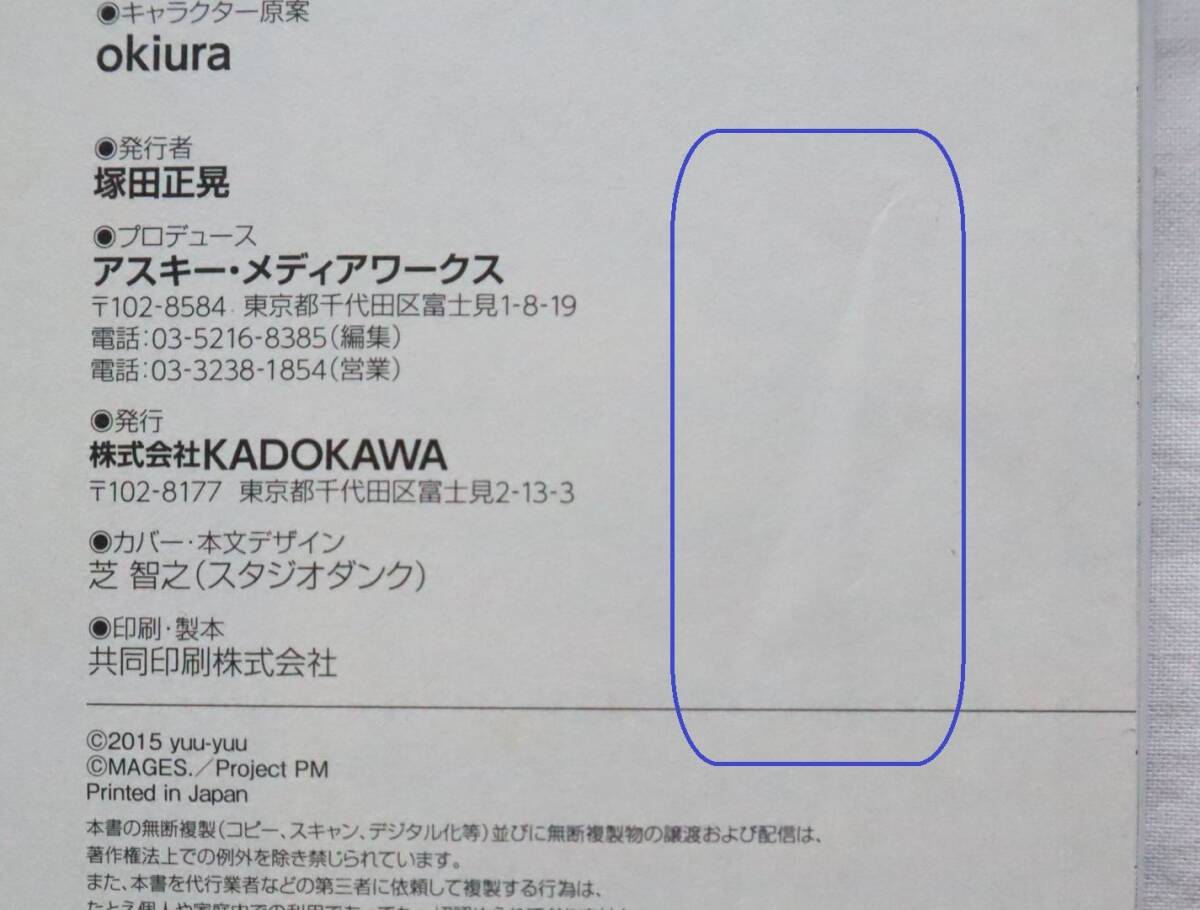 ◉キャラクター原案
okiura
◉発行者
塚田正晃
◉プロデュース
アスキー・メディアワークス
〒102-8584 東京都千代田区富士見1-8-19
電話:03-5216-8385(編集)
電話:03-3238-1854(営業)
◉発行
株式会社KADOKAWA
〒102-8177 東京都千代田区富士見2-13-3
◉カバー・本文デザイン
芝 智之(スタジオダンク)
◉印刷・製本
共同印刷株式会社
©2015 yuu-yuu
©MAGES./Project PM
Printed in Japan
本書の無断複製(コピー、スキャン、デジタル化等)並びに無断複製物の譲渡および配信は、
著作権法上での例外を除き禁じられています。
また、本書を代行業者などの第三者に依頼して複製する行為は、